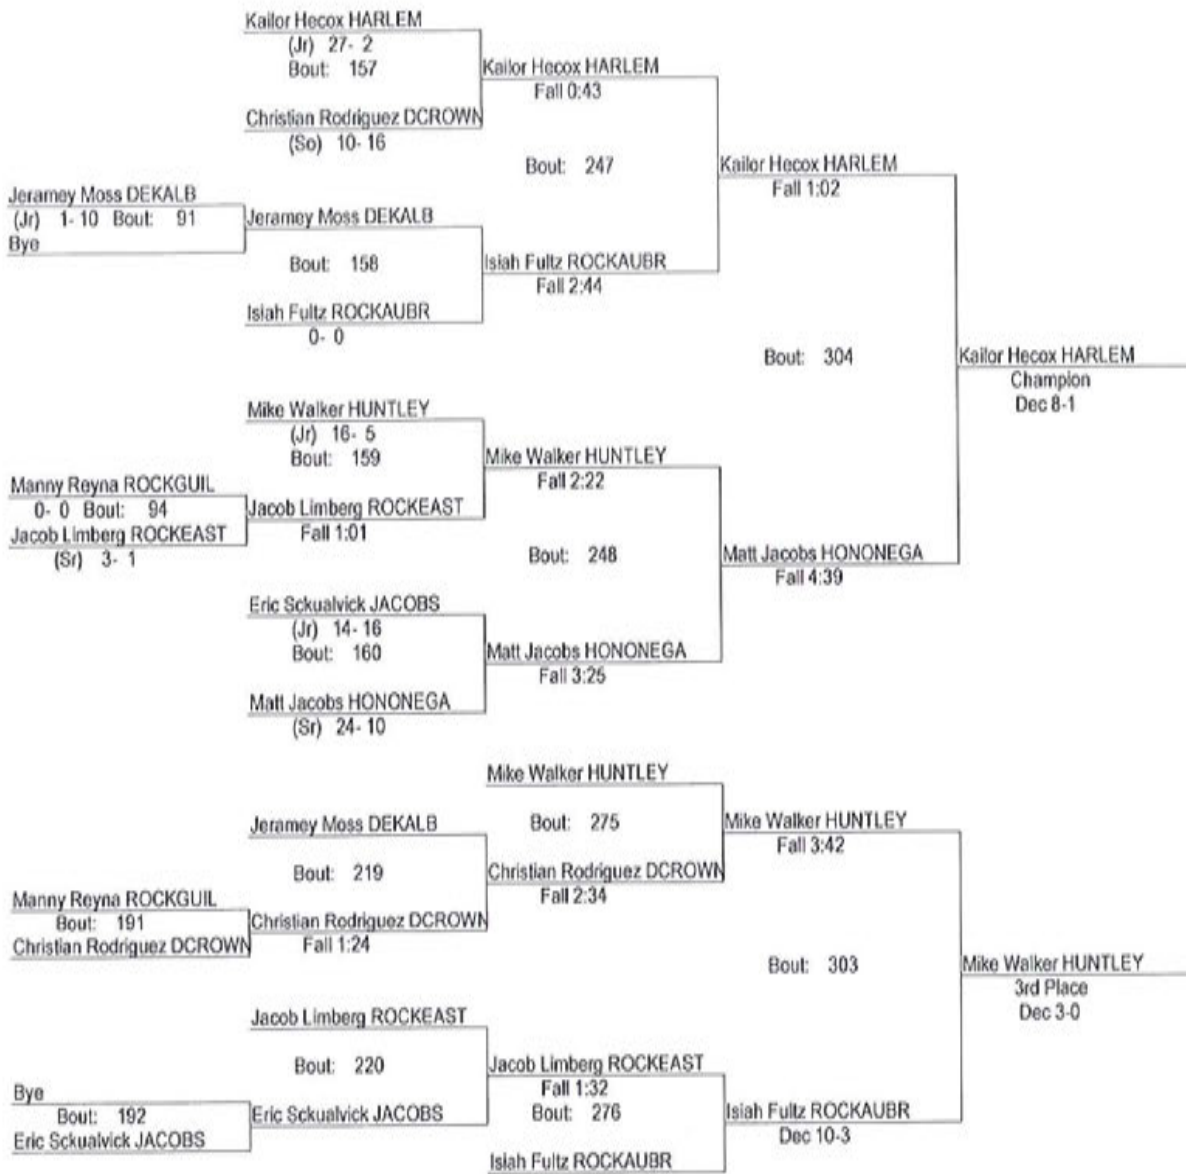 Kailor Hecox HARLEM
(Jr) 27- 2
Bout: 157
Kailor Hecox HARLEM
Fall 0:43
Christian Rodriguez DCROWN
(So) 10- 16
Bout: 247
Kailor Hecox HARLEM
Fall 1:02
Jeramey Moss DEKALB
(Jr) 1- 10 Bout: 91
Bye
Jeramey Moss DEKALB
Bout: 158
Isiah Fultz ROCKAUBR
Fall 2:44
Isiah Fultz ROCKAUBR
0- 0
Bout: 304
Kailor Hecox HARLEM
Champion
Dec 8-1
Mike Walker HUNTLEY
(Jr) 16- 5
Bout: 159
Mike Walker HUNTLEY
Fall 2:22
Manny Reyna ROCKGUIL
0- 0 Bout: 94
Jacob Limberg ROCKEAST
(Sr) 3- 1
Jacob Limberg ROCKEAST
Fall 1:01
Bout: 248
Matt Jacobs HONONEGA
Fall 4:39
Eric Sckualvick JACOBS
(Jr) 14- 16
Bout: 160
Matt Jacobs HONONEGA
Fall 3:25
Matt Jacobs HONONEGA
(Sr) 24- 10
Mike Walker HUNTLEY
Bout: 275
Mike Walker HUNTLEY
Fall 3:42
Jeramey Moss DEKALB
Bout: 219
Christian Rodriguez DCROWN
Fall 2:34
Manny Reyna ROCKGUIL
Bout: 191
Christian Rodriguez DCROWN
Christian Rodriguez DCROWN
Fall 1:24
Bout: 303
Mike Walker HUNTLEY
3rd Place
Dec 3-0
Jacob Limberg ROCKEAST
Bout: 220
Jacob Limberg ROCKEAST
Fall 1:32
Bout: 276
Bye
Bout: 192
Eric Sckualvick JACOBS
Eric Sckualvick JACOBS
Isiah Fultz ROCKAUBR
Dec 10-3
Isiah Fultz ROCKAUBR